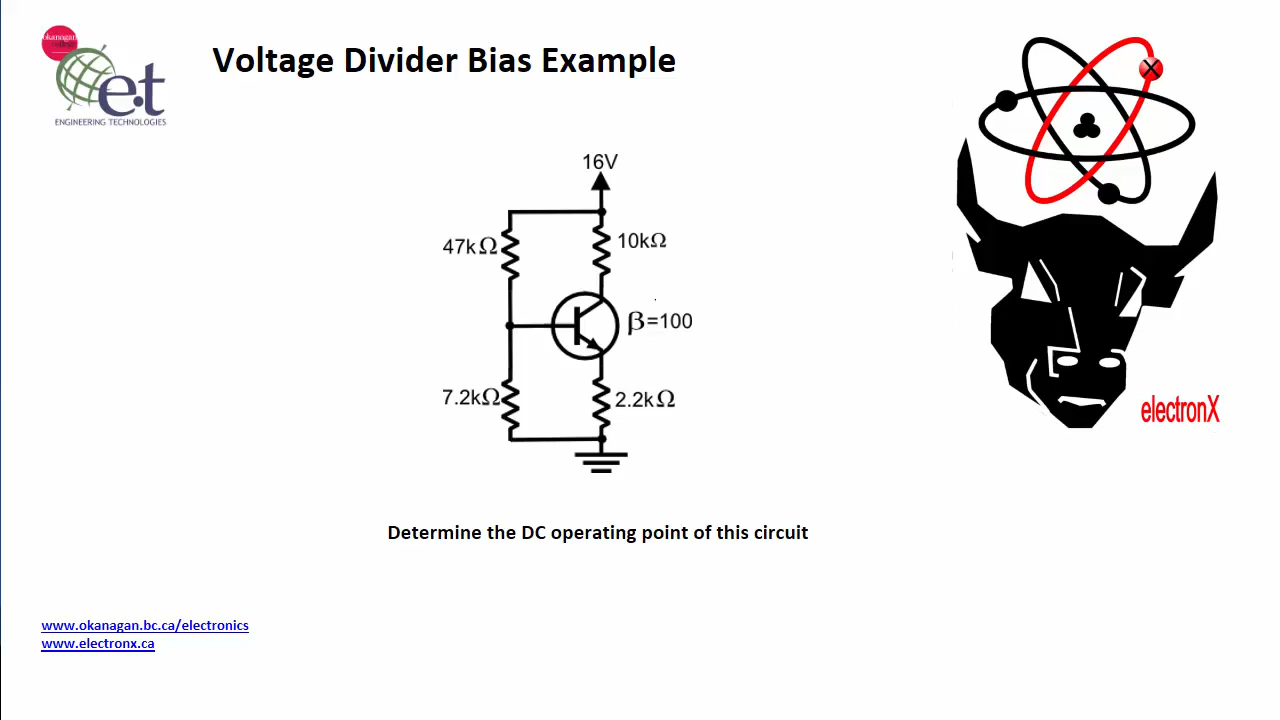 okanagan
Voltage Divider Bias Example
e.t
ENGINEERING TECHNOLOGIES
X
16V
47kΩ
10kΩ
β=100
7.2kΩ
2.2kΩ
electronX
Determine the DC operating point of this circuit
www.okanagan.bc.ca/electronics
www.electronx.ca